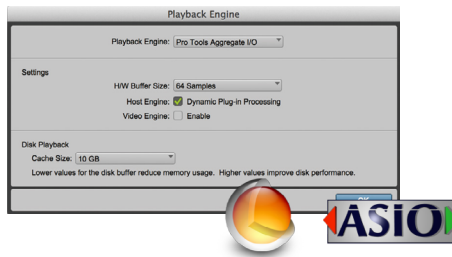 Playback Engine
Playback Engine: Pro Tools Aggregate I/O
Settings
H/W Buffer Size: 64 Samples
Host Engine: Dynamic Plug-in Processing
Video Engine: Enable
Disk Playback
Cache Size: 10 GB
Lower values for the disk buffer reduce memory usage. Higher values improve disk performance.
OK
ASIO